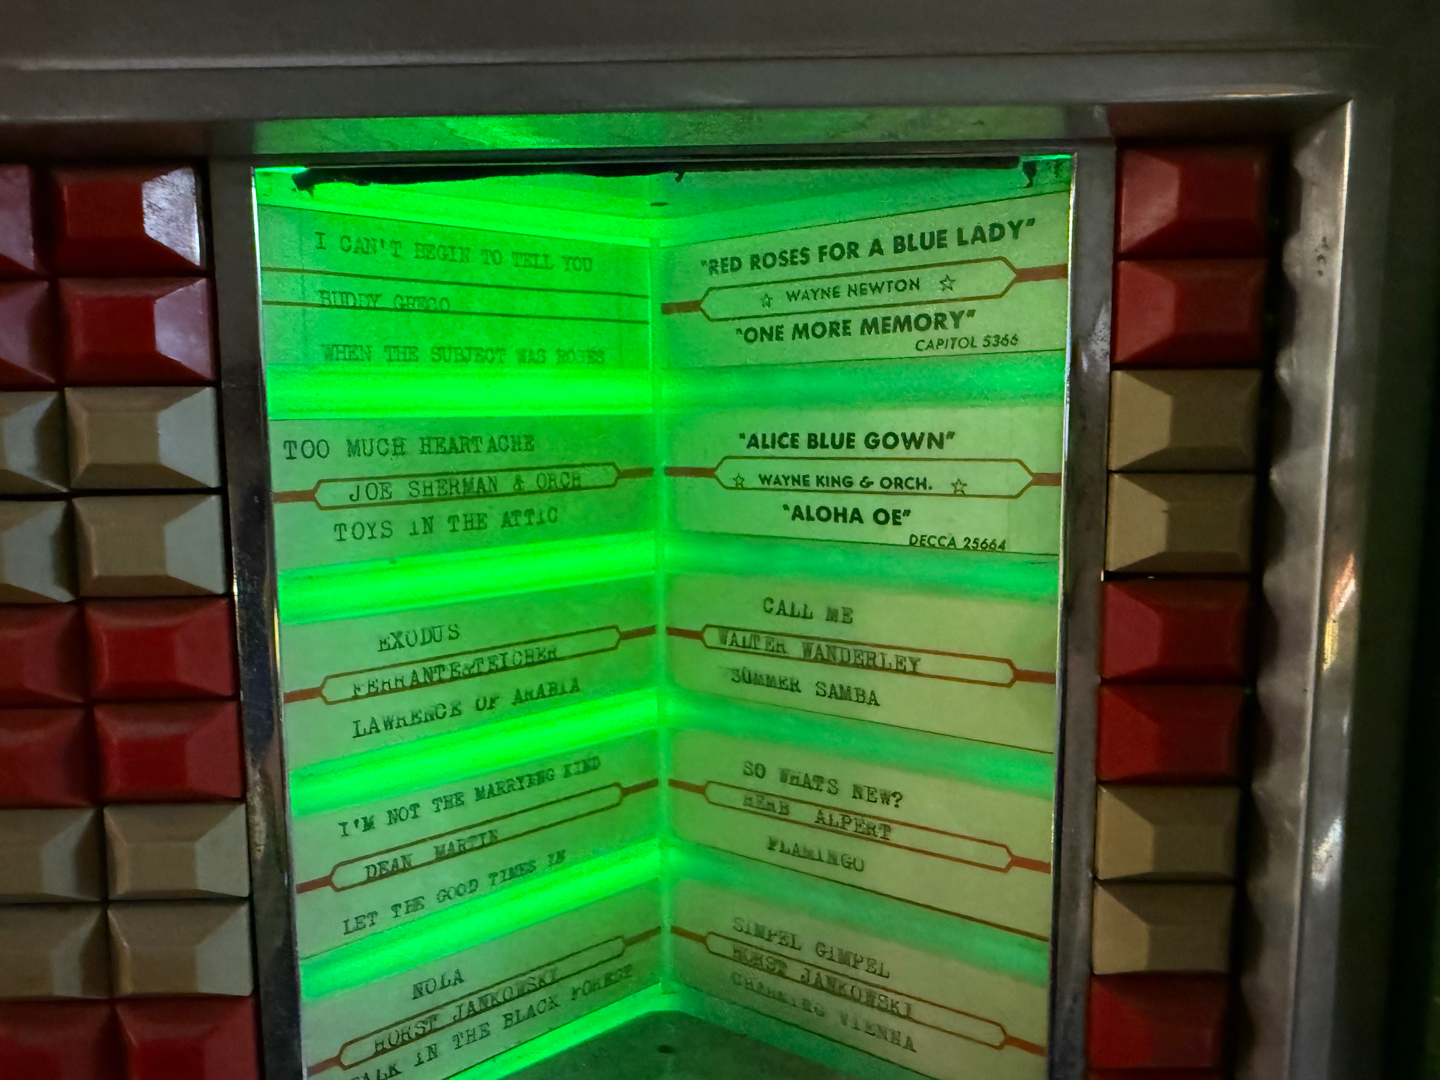 I CAN'T BEGIN TO TELL YOU
BUDDY GRECO
WHEN THE SUBJECT WAS ROSES
TOO MUCH HEARTACHE
JOE SHERMAN & ORCH
TOYS IN THE ATTIC
EXODUS
FERRANTE&TEICHER
LAWRENCE OF ARABIA
I'M NOT THE MARRYING KIND
DEAN MARTIN
LET THE GOOD TIMES IN
NOLA
HORST JANKOWSKI
IN THE BLACK FOREST
"RED ROSES FOR A BLUE LADY"
☆ WAYNE NEWTON ☆
"ONE MORE MEMORY"
CAPITOL 5366
"ALICE BLUE GOWN"
☆ WAYNE KING & ORCH. ☆
"ALOHA OE"
DECCA 25664
CALL ME
WALTER WANDERLEY
SUMMER SAMBA
SO WHATS NEW?
HERB ALPERT
FLAMINGO
SIMPEL GIMPEL
HORST JANKOWSKI
CHARMING VIENNA